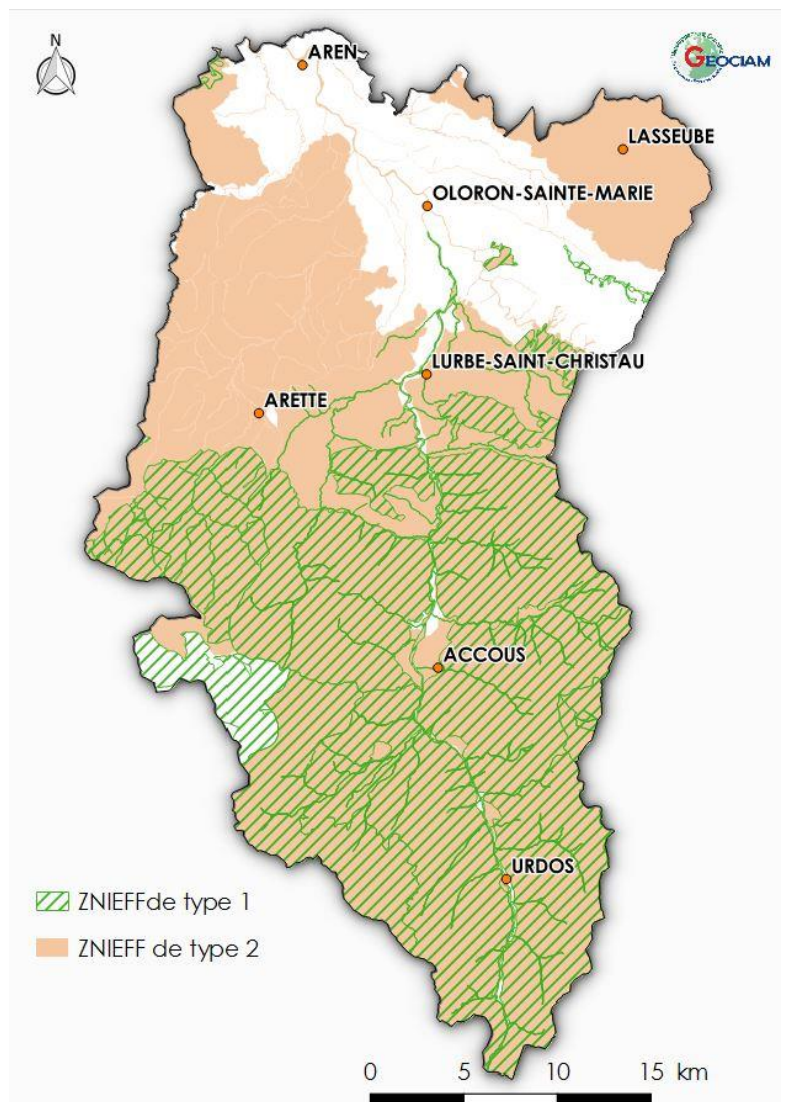 N
GEOCIAM
AREN
LASSEUBE
OLORON-SAINTE-MARIE
LURBE-SAINT-CHRISTAU
ARETTE
ACCOUS
URDOS
ZNIEFFde type 1
ZNIEFF de type 2
0 5 10 15 km